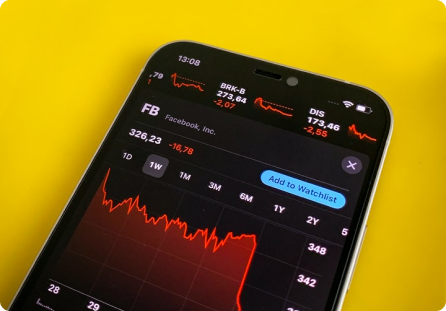 13:08
,79
BRK-B
273,64
-2,07
DIS
173,46
-2,55
FB Facebook, Inc.
326,23 -16,78
Add to Watchlist
1D 1W 1M 3M 6M 1Y 2Y 5
348
342
28 29